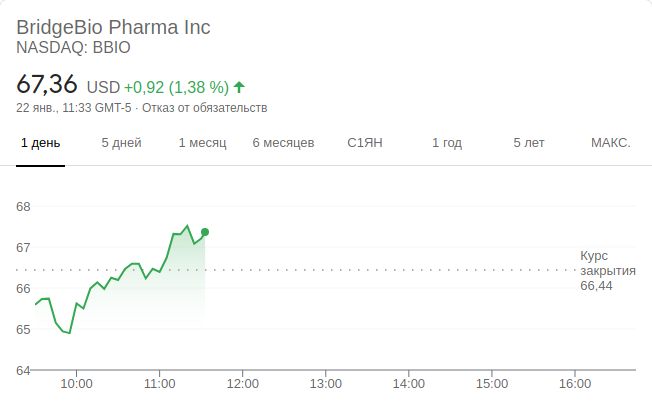 BridgeBio Pharma Inc
NASDAQ: BBIO
67,36 USD +0,92 (1,38 %)
22 янв., 11:33 GMT-5 · Отказ от обязательств
1 день 5 дней 1 месяц 6 месяцев С1ЯН 1 год 5 лет МАКС.
68
67
66
65
64
Курс
закрытия
66,44
10:00 11:00 12:00 13:00 14:00 15:00 16:00